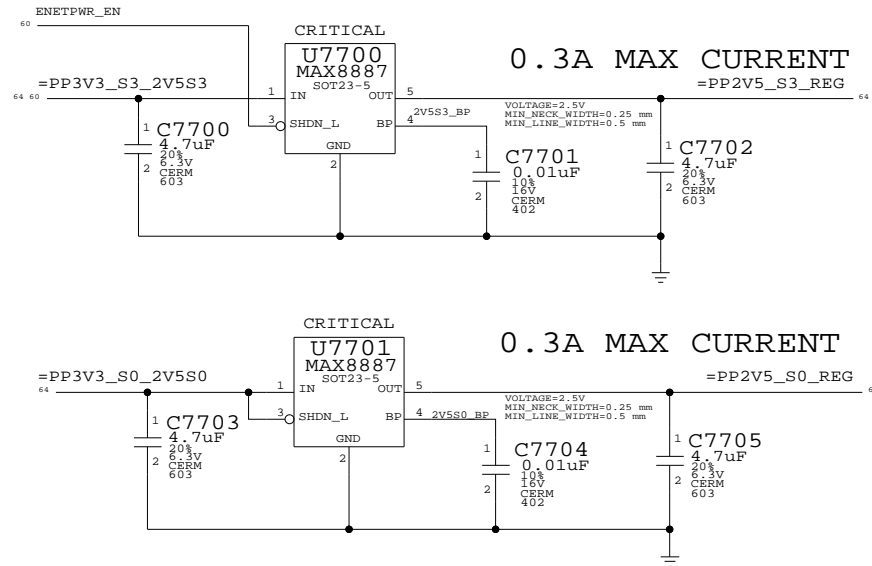 ENETPWR_EN
60
CRITICAL
U7700
MAX8887
SOT23-5
0.3A MAX CURRENT
=PP3V3_S3_2V5S3
=PP2V5_S3_REG
64 60
1
IN
OUT
5
64
VOLTAGE=2.5V
MIN_NECK_WIDTH=0.25 mm
MIN_LINE_WIDTH=0.5 mm
2V5S3_BP
3
SHDN_L
BP
4
GND
2
1
C7700
4.7uF
20%
6.3V
CERM
603
2
1
C7701
0.01uF
10%
16V
CERM
402
2
1
C7702
4.7uF
20%
6.3V
CERM
603
2
CRITICAL
U7701
MAX8887
SOT23-5
0.3A MAX CURRENT
=PP3V3_S0_2V5S0
=PP2V5_S0_REG
64
1
IN
OUT
5
VOLTAGE=2.5V
MIN_NECK_WIDTH=0.25 mm
MIN_LINE_WIDTH=0.5 mm
3
SHDN_L
BP
4
2V5S0_BP
GND
2
1
C7703
4.7uF
20%
6.3V
CERM
603
2
1
C7704
0.01uF
10%
16V
CERM
402
2
1
C7705
4.7uF
20%
6.3V
CERM
603
2